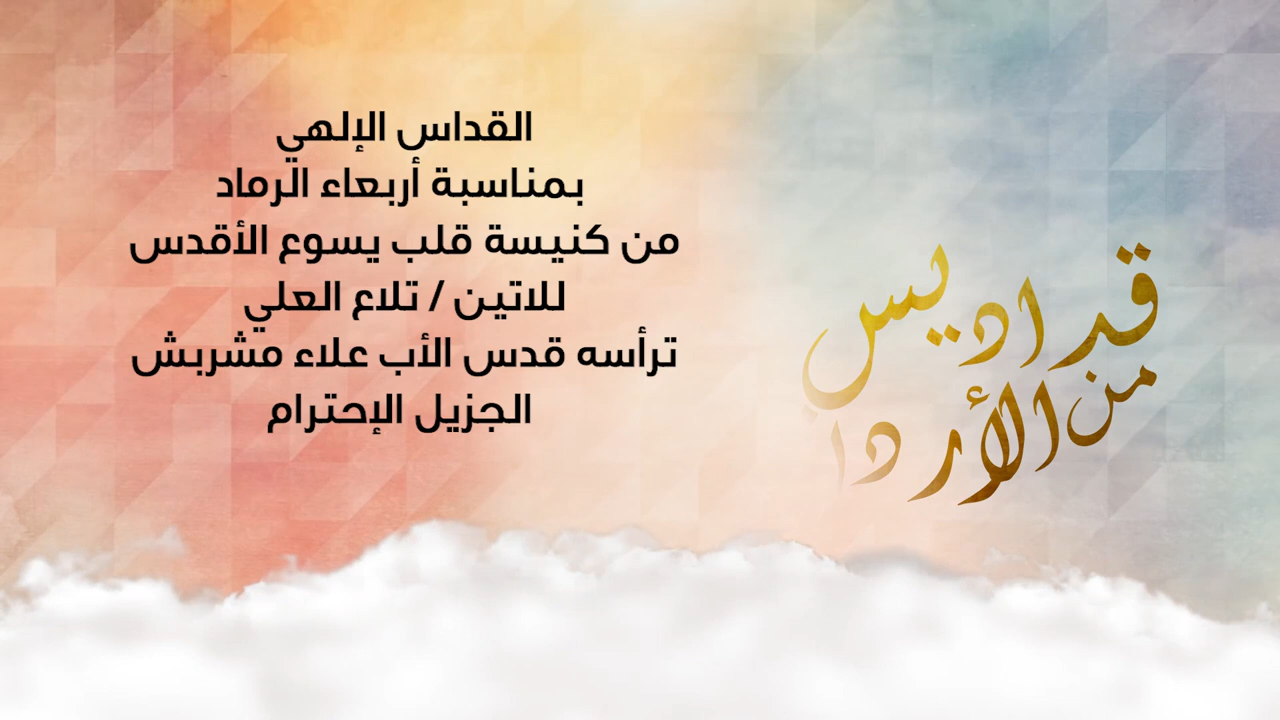 القداس الإلهي
بمناسبة أربعاء الرماد
من كنيسة قلب يسوع الأقدس
للاتين / تلاع العلي
ترأسه قدس الأب علاء مشربش
الجزيل الإحترام
قداديس
من الأرد